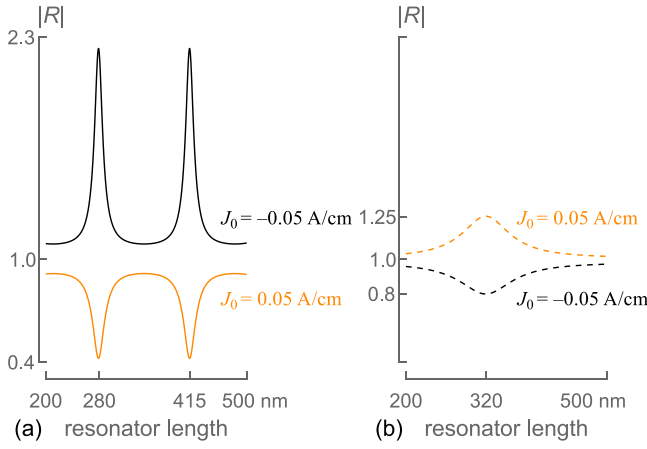 |R|
2.3
1.0
0.4
J₀ = –0.05 A/cm
J₀ = 0.05 A/cm
200 280 415 500 nm
(a) resonator length
|R|
1.25
1.0
0.8
J₀ = 0.05 A/cm
J₀ = –0.05 A/cm
200 320 500 nm
(b) resonator length